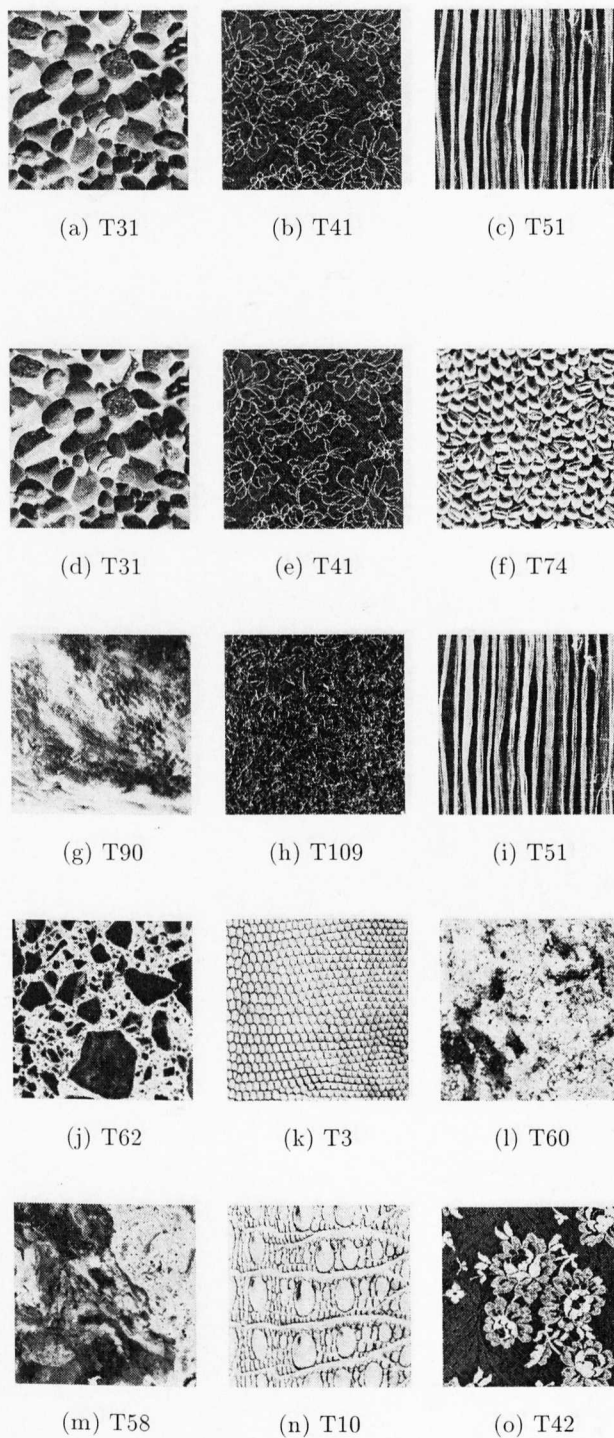 (a) T31 (b) T41 (c) T51
(d) T31 (e) T41 (f) T74
(g) T90 (h) T109 (i) T51
(j) T62 (k) T3 (l) T60
(m) T58 (n) T10 (o) T42